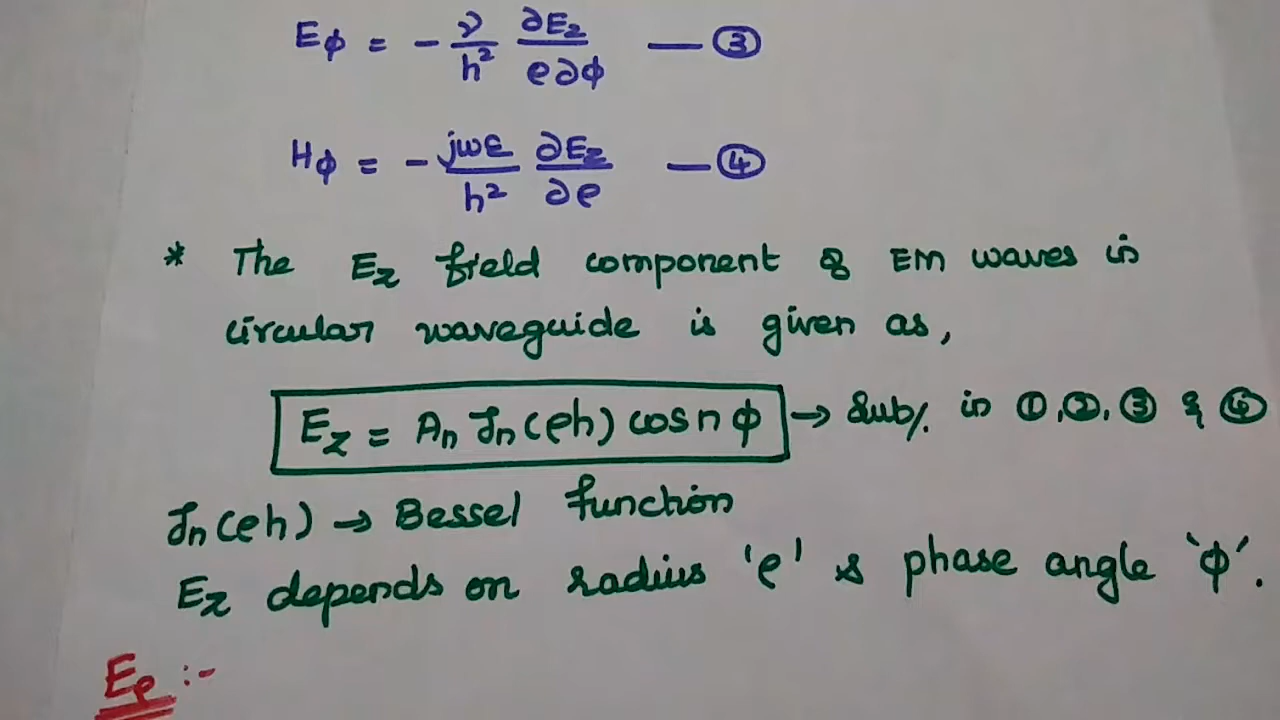 Eϕ = - γ/h² ∂Ez/ρ∂ϕ — ③
Hϕ = - jωε/h² ∂Ez/∂ρ — ④
* The Ez field component of EM waves in
circular waveguide is given as,
Ez = An Jn(ρh) cosn ϕ → Sub/. in ①,②,③ & ④
Jn(ρh) → Bessel function
Ez depends on radius 'ρ' & phase angle 'ϕ'.
Eρ :-